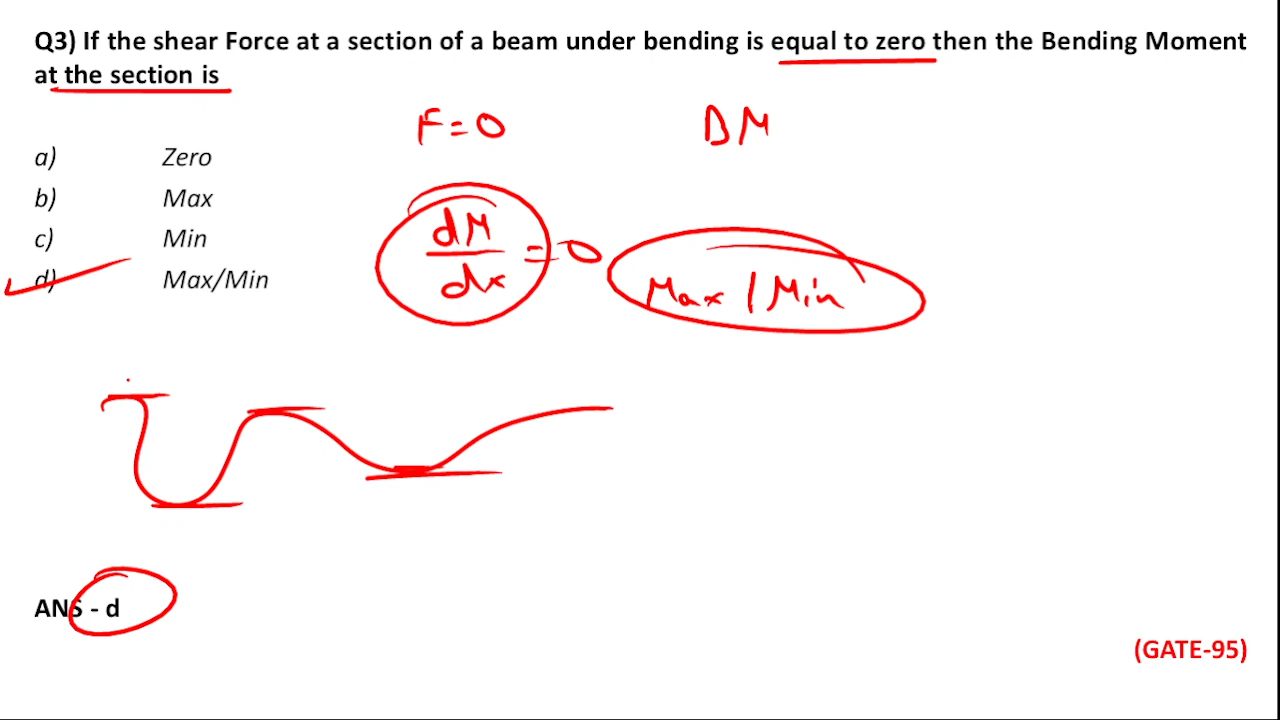 Q3) If the shear Force at a section of a beam under bending is equal to zero then the Bending Moment
at the section is
F=0 BM
a) Zero
b) Max
c) Min
d) Max/Min
dM/dx = 0
Max / Min
ANS - d
(GATE-95)